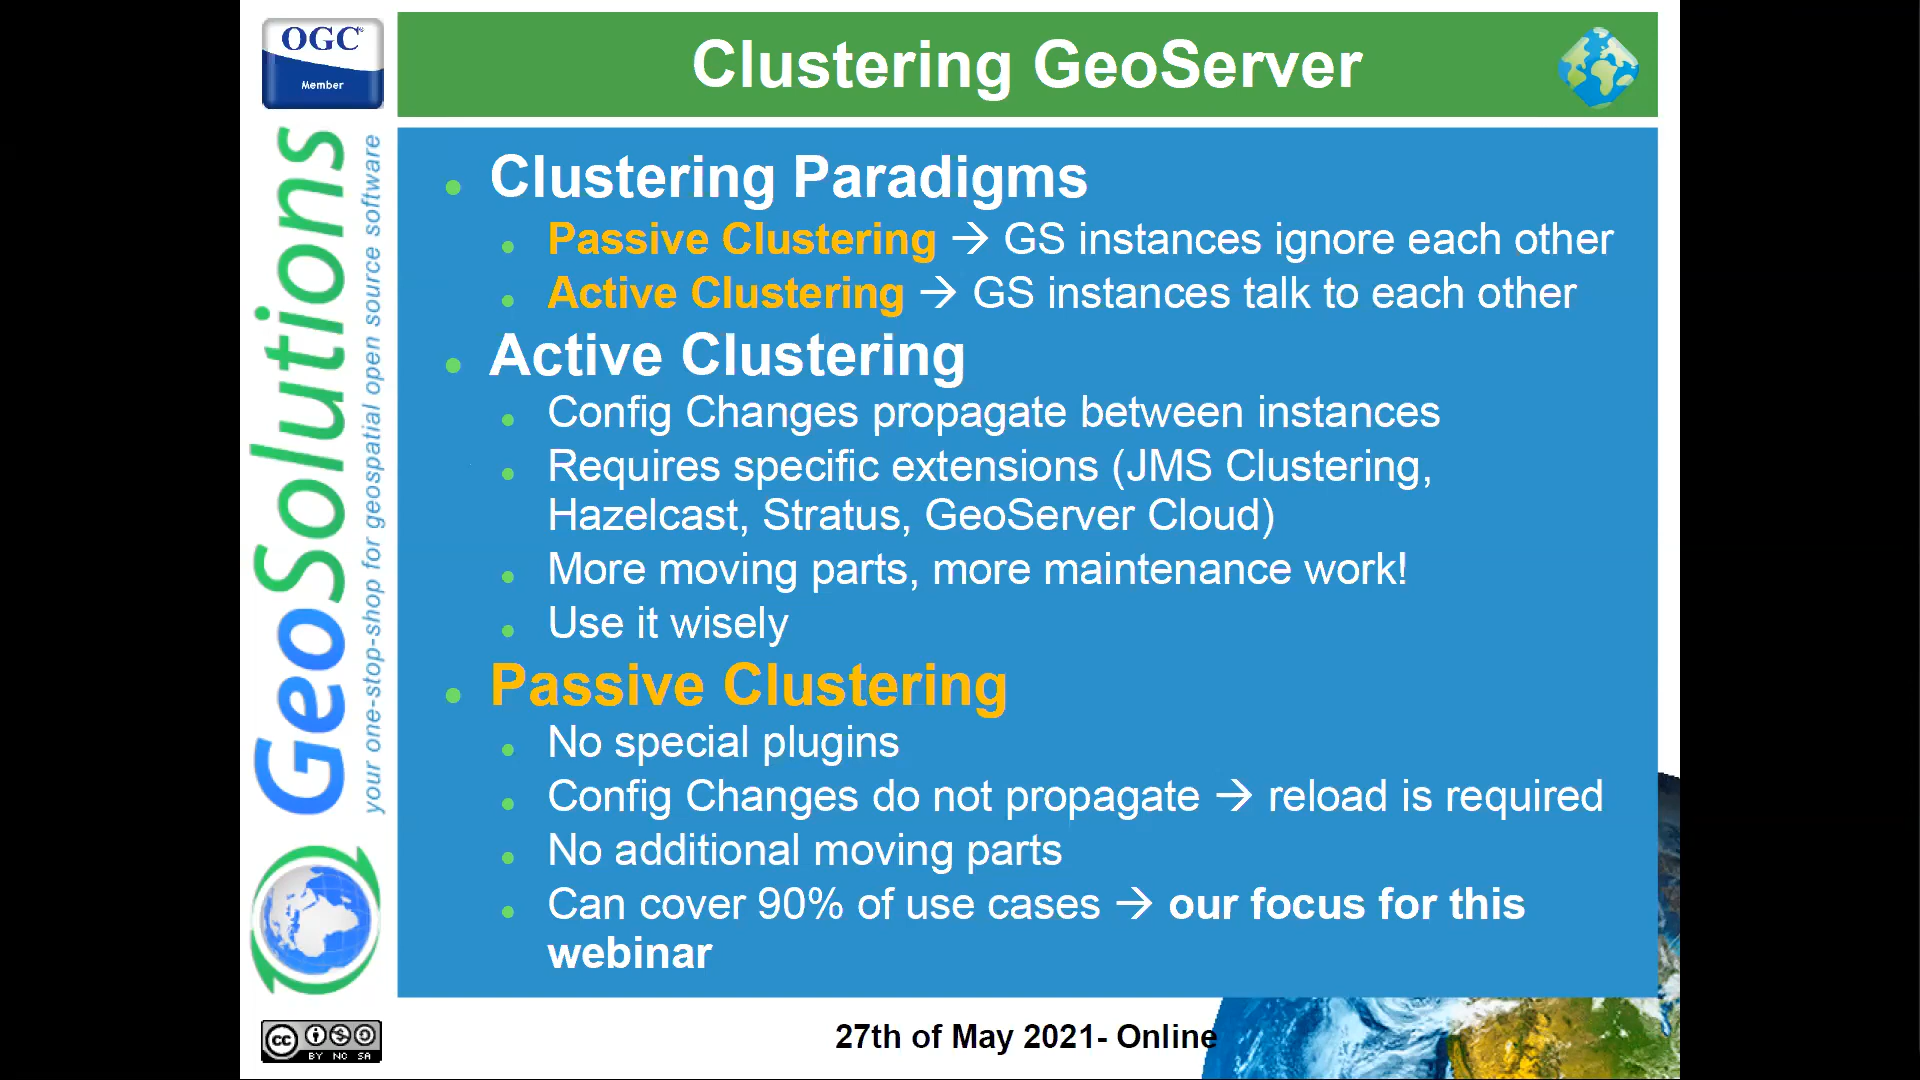 OGC®
Member
Clustering GeoServer
GeoSolutions
your one-stop-shop for geospatial open source software
Clustering Paradigms
Passive Clustering → GS instances ignore each other
Active Clustering → GS instances talk to each other
Active Clustering
Config Changes propagate between instances
Requires specific extensions (JMS Clustering,
Hazelcast, Stratus, GeoServer Cloud)
More moving parts, more maintenance work!
Use it wisely
Passive Clustering
No special plugins
Config Changes do not propagate → reload is required
No additional moving parts
Can cover 90% of use cases → our focus for this
webinar
cc
BY NC SA
27th of May 2021- Online